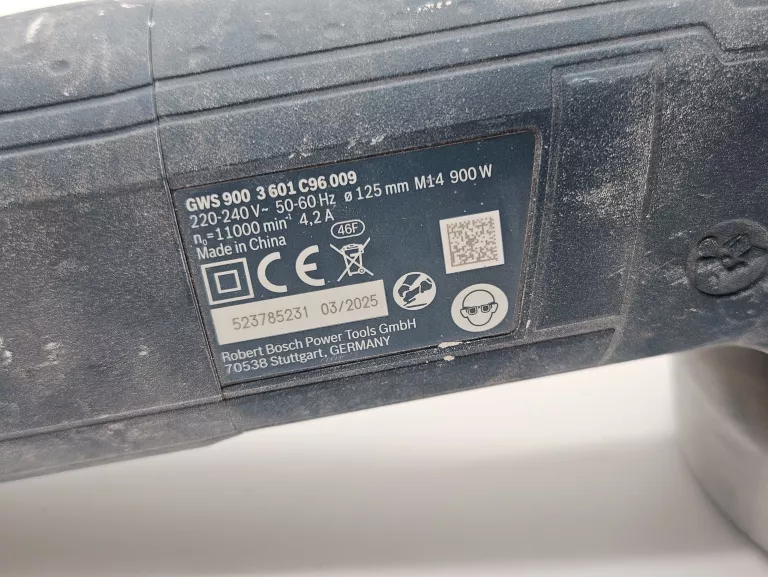 GWS 900 3 601 C96 009
220-240 V~ 50-60 Hz ø 125 mm M14 900 W
n₀=11000 min⁻¹ 4,2 A
Made in China
46F
CE
523785231 03/2025
Robert Bosch Power Tools GmbH
70538 Stuttgart, GERMANY